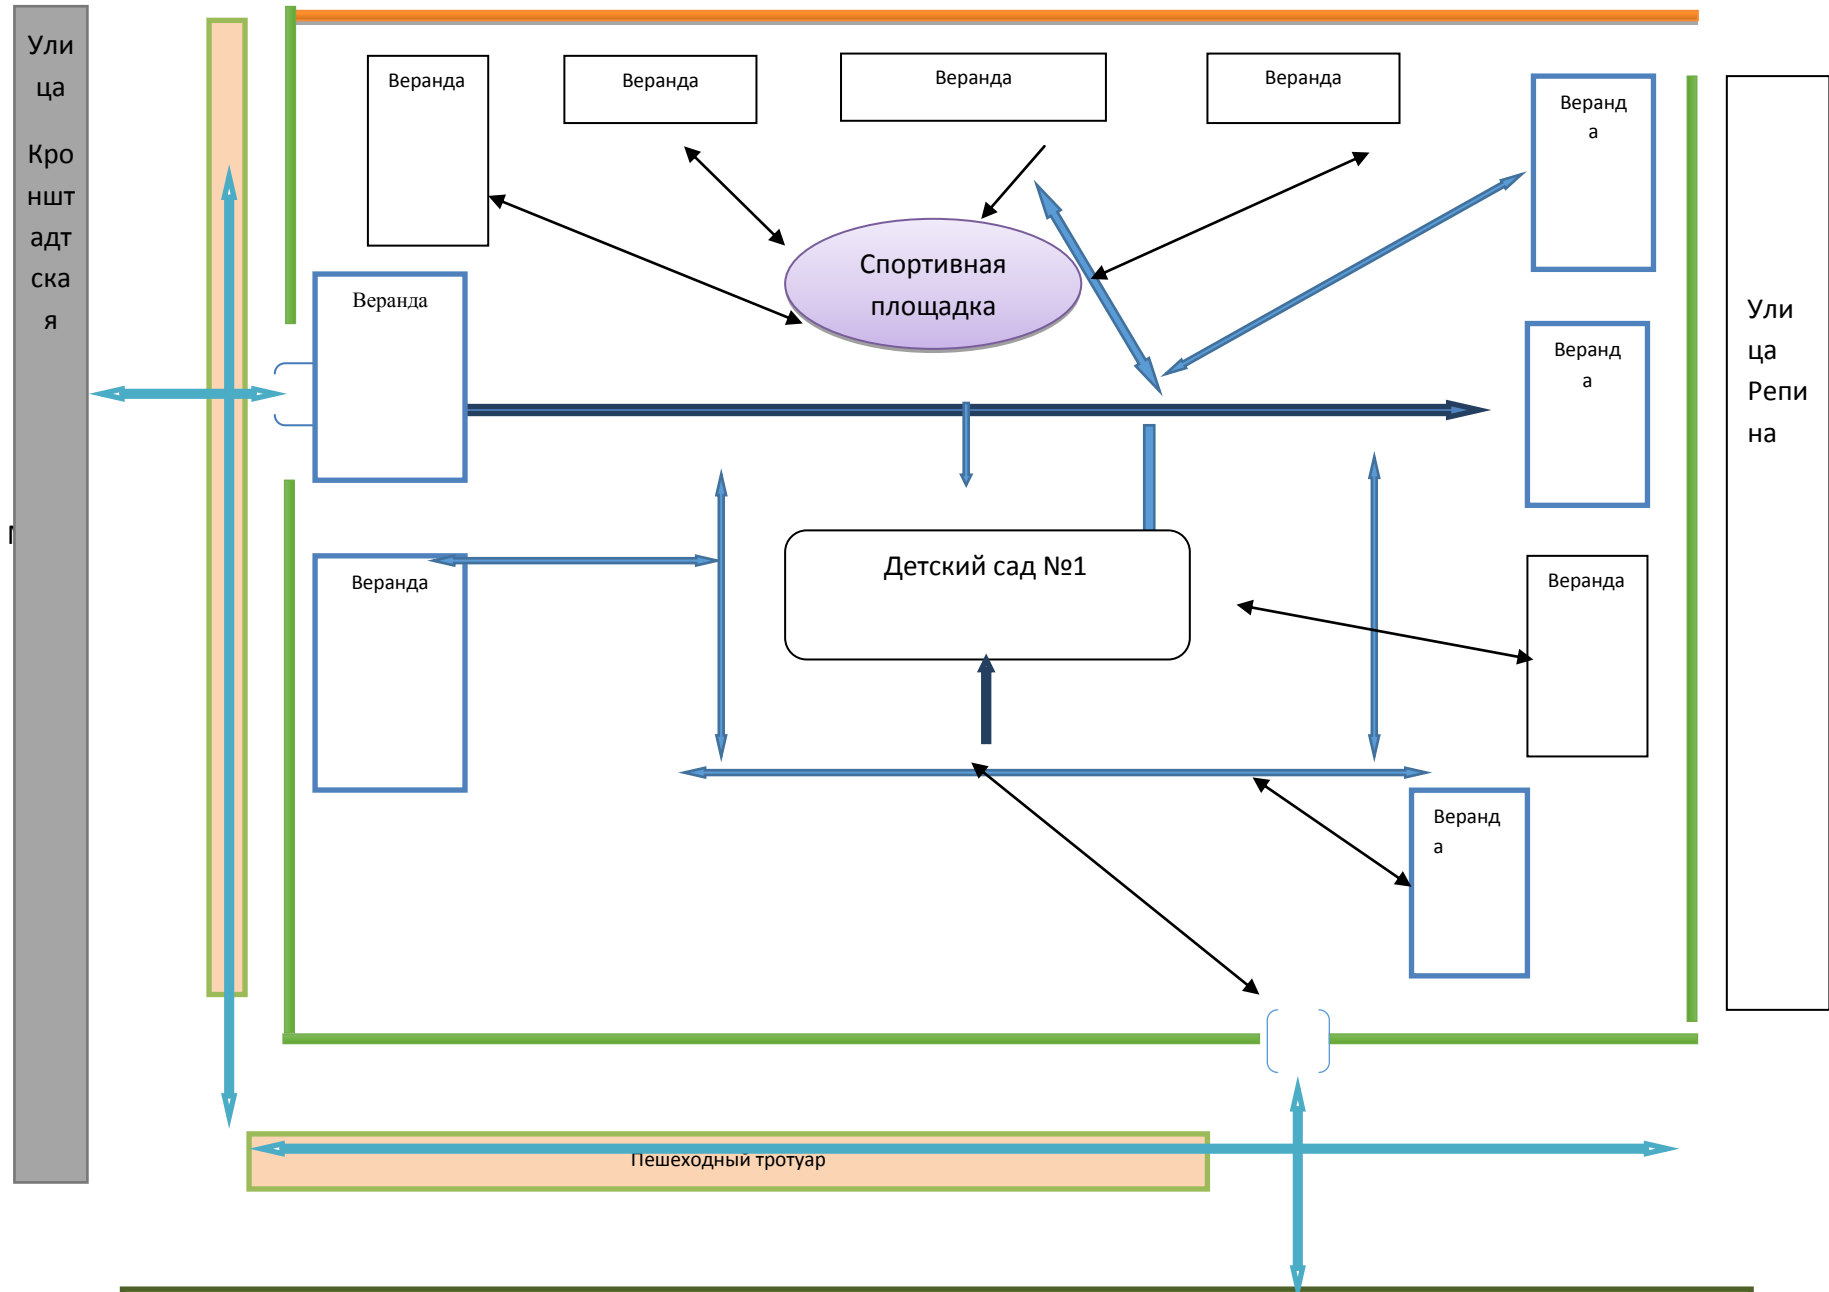 Ули
ца
Кро
ншт
адт
ска
я
Веранда
Веранда
Веранда
Веранда
Веранд
а
Спортивная
площадка
Веранда
Веранд
а
Ули
ца
Репи
на
Веранда
Детский сад №1
Веранда
Веранд
а
Пешеходный тротуар